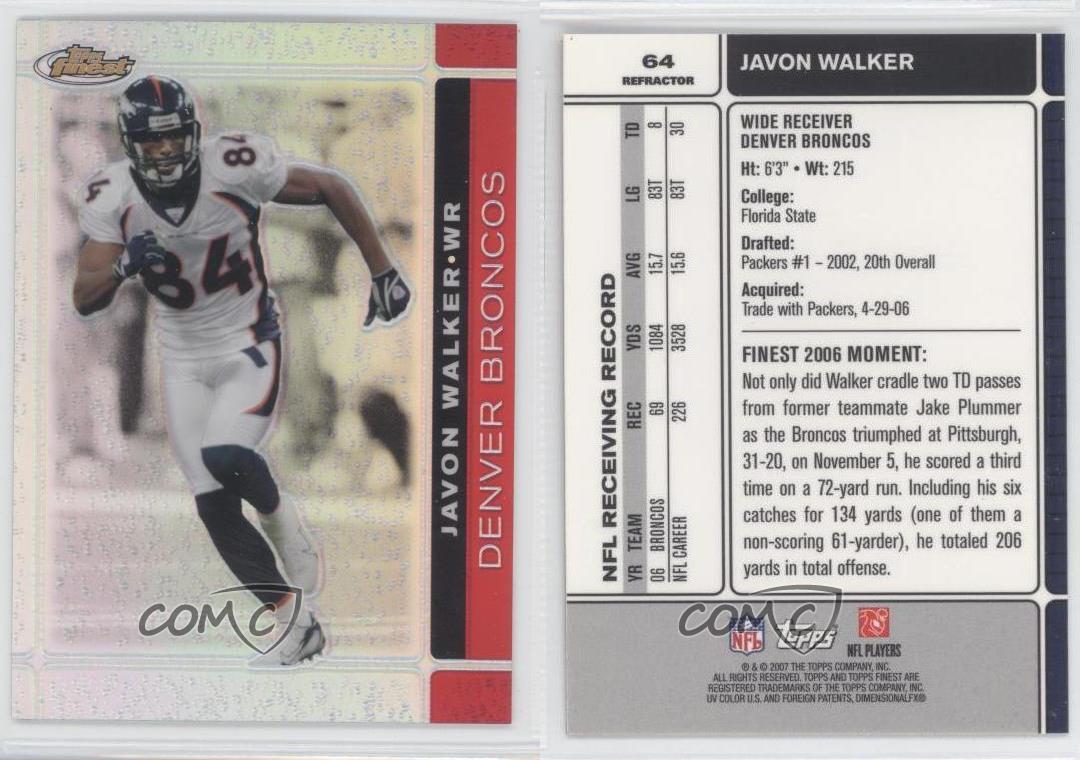 Topps
Finest
84
84
84
JAVON WALKER•WR
DENVER BRONCOS
COMC
64
REFRACTOR
JAVON WALKER
NFL RECEIVING RECORD
YR TEAM REC YDS AVG LG TD
06 BRONCOS 69 1084 15.7 83T 8
NFL CAREER 226 3528 15.6 83T 30
WIDE RECEIVER
DENVER BRONCOS
Ht: 6'3" • Wt: 215
College:
Florida State
Drafted:
Packers #1 – 2002, 20th Overall
Acquired:
Trade with Packers, 4-29-06
FINEST 2006 MOMENT:
Not only did Walker cradle two TD passes
from former teammate Jake Plummer
as the Broncos triumphed at Pittsburgh,
31-20, on November 5, he scored a third
time on a 72-yard run. Including his six
catches for 134 yards (one of them a
non-scoring 61-yarder), he totaled 206
yards in total offense.
COMC
NFL
Topps
NFL PLAYERS
® & © 2007 THE TOPPS COMPANY, INC.
ALL RIGHTS RESERVED. TOPPS AND TOPPS FINEST ARE
REGISTERED TRADEMARKS OF THE TOPPS COMPANY, INC.
UV COLOR U.S. AND FOREIGN PATENTS, DIMENSIONALFX®